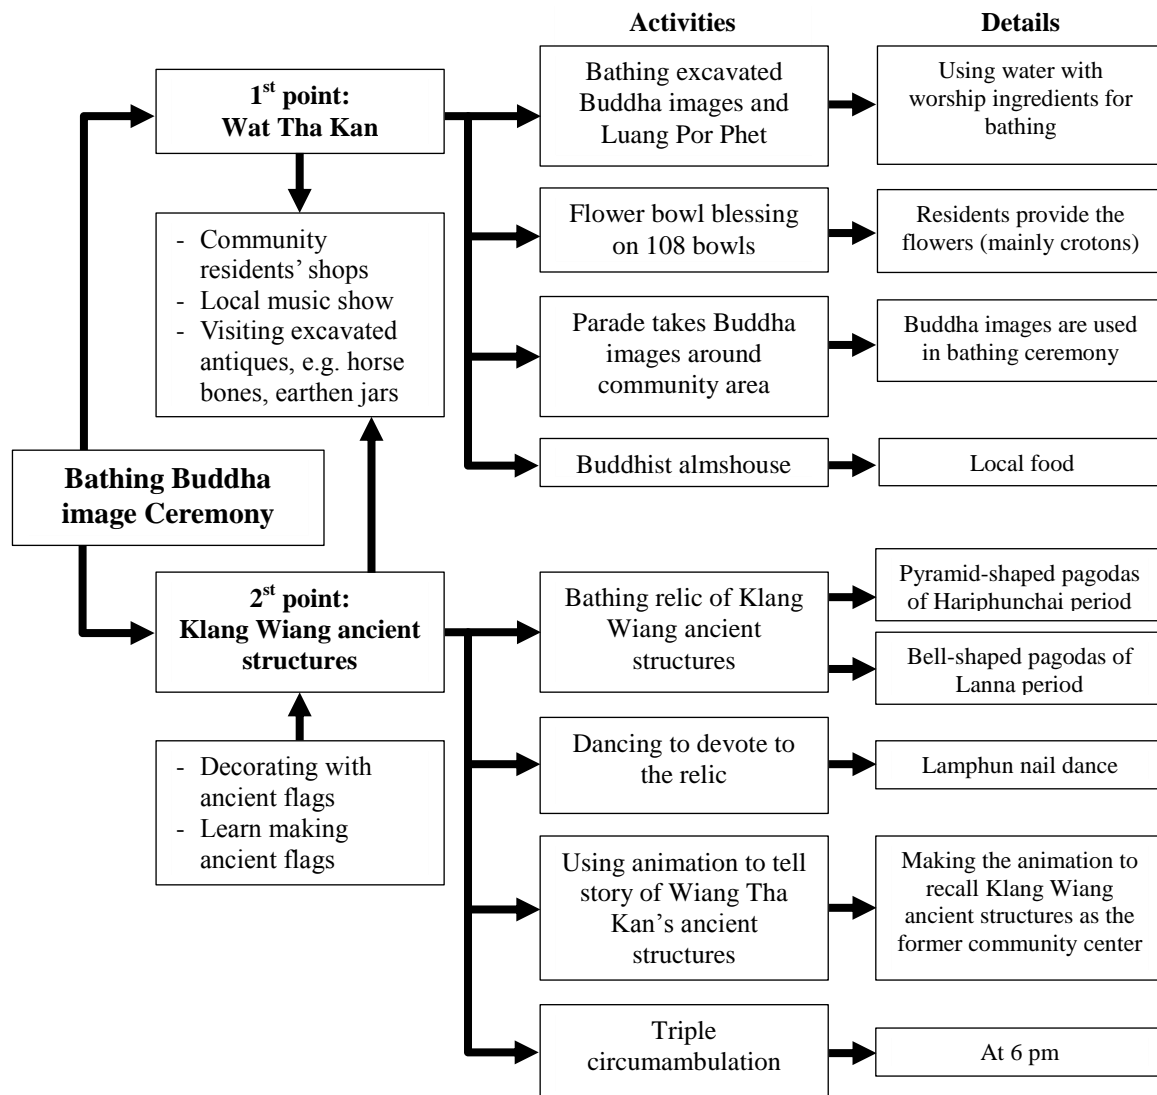 Activities
Details
1st point:
Wat Tha Kan
Bathing excavated
Buddha images and
Luang Por Phet
Using water with
worship ingredients for
bathing
- Community
residents’ shops
- Local music show
- Visiting excavated
antiques, e.g. horse
bones, earthen jars
Flower bowl blessing
on 108 bowls
Residents provide the
flowers (mainly crotons)
Parade takes Buddha
images around
community area
Buddha images are used
in bathing ceremony
Buddhist almshouse
Local food
Bathing Buddha
image Ceremony
2st point:
Klang Wiang ancient
structures
Bathing relic of Klang
Wiang ancient
structures
Pyramid-shaped pagodas
of Hariphunchai period
Bell-shaped pagodas of
Lanna period
- Decorating with
ancient flags
- Learn making
ancient flags
Dancing to devote to
the relic
Lamphun nail dance
Using animation to tell
story of Wiang Tha
Kan’s ancient
structures
Making the animation to
recall Klang Wiang
ancient structures as the
former community center
Triple
circumambulation
At 6 pm